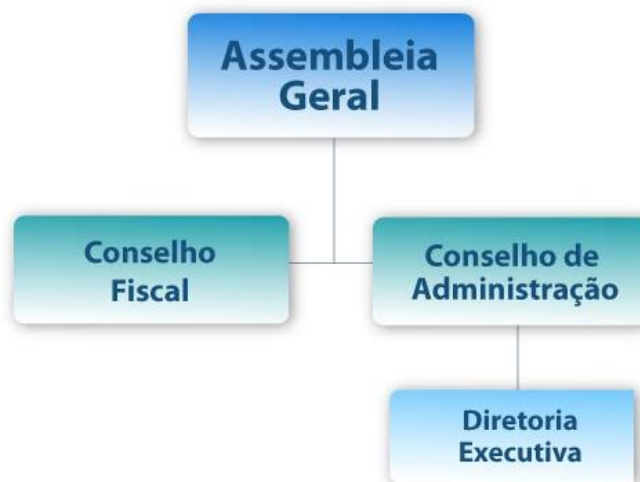 Assembleia
Geral
Conselho
Fiscal
Conselho de
Administração
Diretoria
Executiva